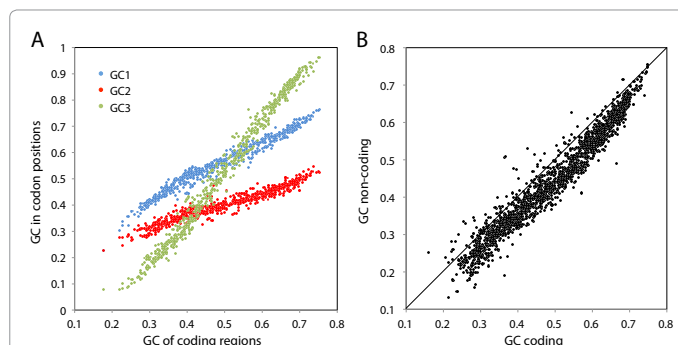 A
GC in codon positions
1
0.9
0.8
0.7
0.6
0.5
0.4
0.3
0.2
0.1
0
GC1
GC2
GC3
0.1 0.2 0.3 0.4 0.5 0.6 0.7 0.8
GC of coding regions
B
GC non-coding
0.8
0.7
0.6
0.5
0.4
0.3
0.2
0.1
0.1 0.2 0.3 0.4 0.5 0.6 0.7 0.8
GC coding